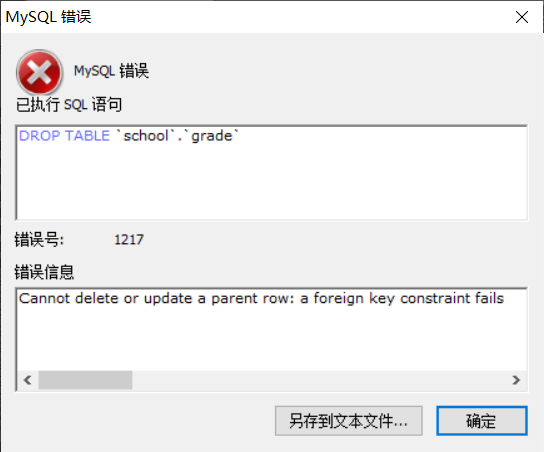 MySQL 错误
MySQL 错误
已执行 SQL 语句
DROP TABLE `school`.`grade`
错误号: 1217
错误信息
Cannot delete or update a parent row: a foreign key constraint fails
另存到文本文件... 确定